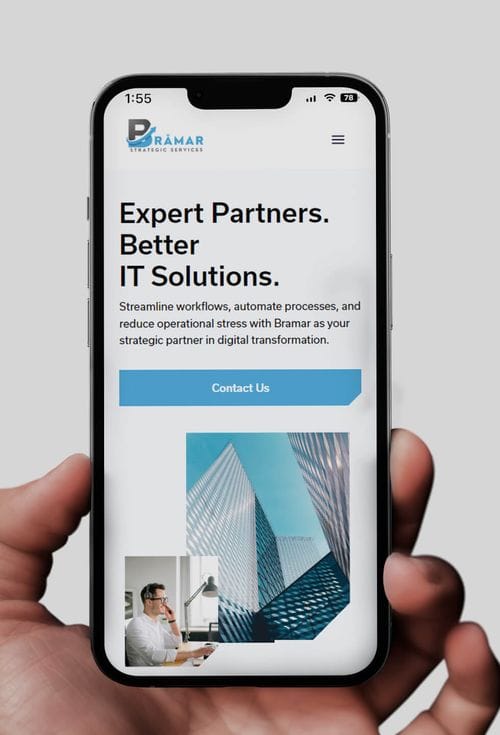 1:55
78
BRÅMAR
STRATEGIC SERVICES
Expert Partners.
Better
IT Solutions.
Streamline workflows, automate processes, and
reduce operational stress with Bramar as your
strategic partner in digital transformation.
Contact Us